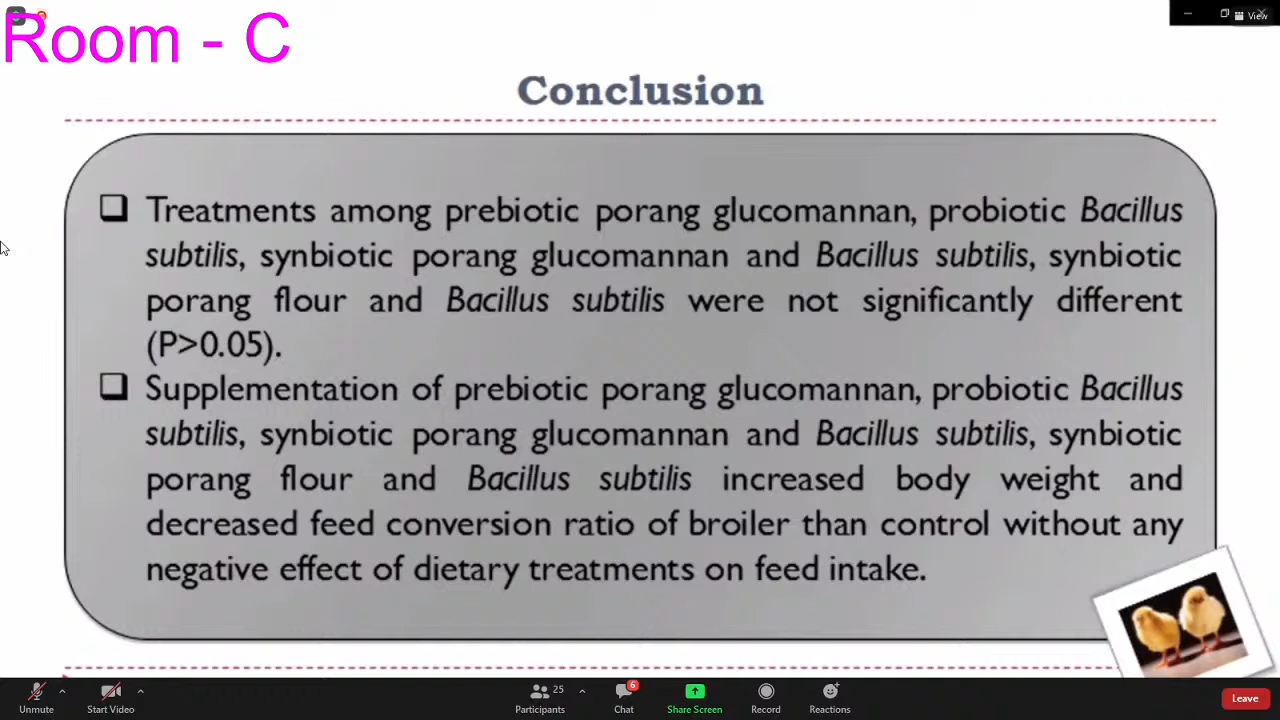 Room - C
View
Conclusion
Treatments among prebiotic porang glucomannan, probiotic Bacillus
subtilis, synbiotic porang glucomannan and Bacillus subtilis, synbiotic
porang flour and Bacillus subtilis were not significantly different
(P>0.05).
Supplementation of prebiotic porang glucomannan, probiotic Bacillus
subtilis, synbiotic porang glucomannan and Bacillus subtilis, synbiotic
porang flour and Bacillus subtilis increased body weight and
decreased feed conversion ratio of broiler than control without any
negative effect of dietary treatments on feed intake.
25
6
Unmute
Start Video
Participants
Chat
Share Screen
Record
Reactions
Leave